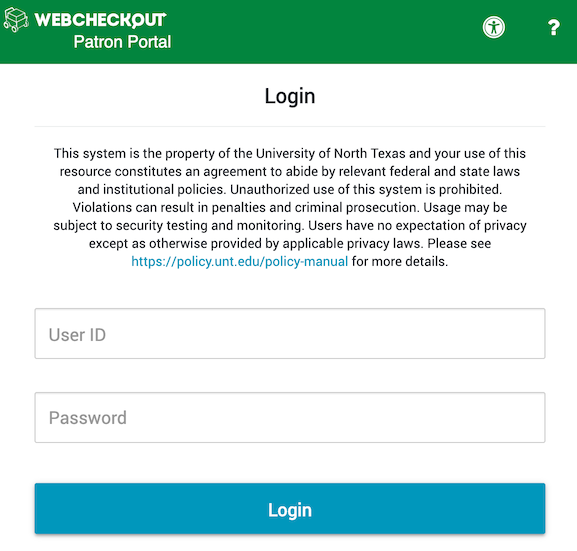 WEBCHECKOUT
Patron Portal
?
Login
This system is the property of the University of North Texas and your use of this
resource constitutes an agreement to abide by relevant federal and state laws
and institutional policies. Unauthorized use of this system is prohibited.
Violations can result in penalties and criminal prosecution. Usage may be
subject to security testing and monitoring. Users have no expectation of privacy
except as otherwise provided by applicable privacy laws. Please see
https://policy.unt.edu/policy-manual for more details.
User ID
Password
Login